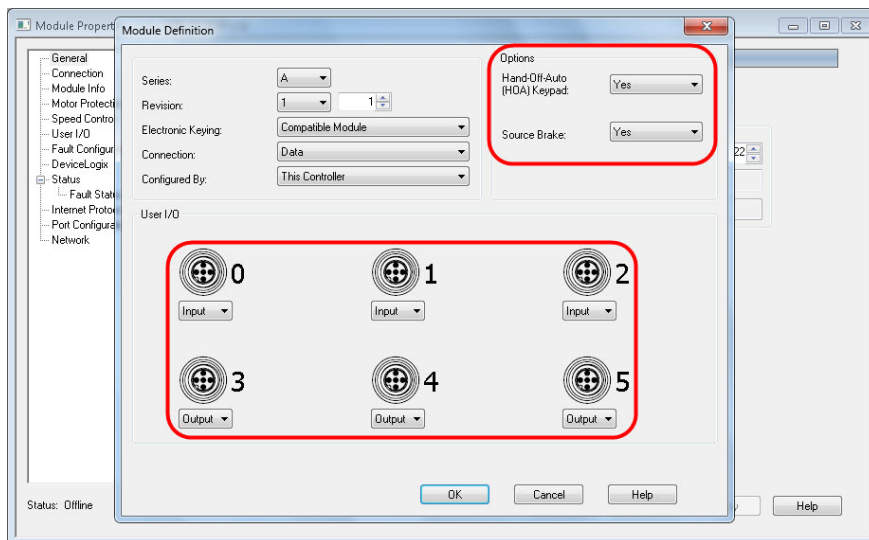 Module Propert
Module Definition
General
Connection
Module Info
Motor Protecti
Speed Contro
User I/O
Fault Configur
DeviceLogix
Status
Fault Stat
Internet Proto
Port Configura
Network
Series:
A
Revision:
1
1
Electronic Keying:
Compatible Module
Connection:
Data
Configured By:
This Controller
Options
Hand-Off-Auto
(HOA) Keypad:
Yes
Source Brake:
Yes
22
User I/O
0
1
2
Input
Input
Input
3
4
5
Output
Output
Output
OK
Cancel
Help
Status: Offline
Help